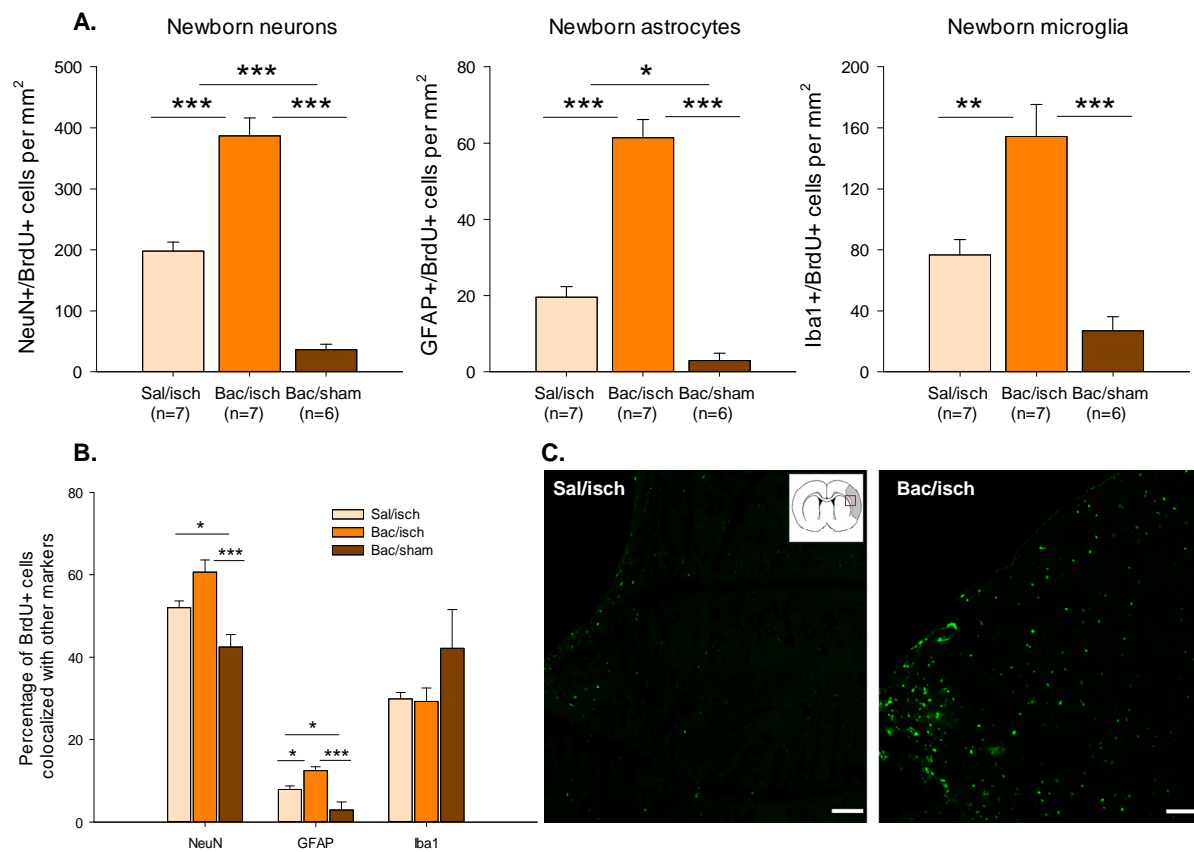 A.
Newborn neurons
NeuN+/BrdU+ cells per mm²
500
400
300
200
100
0
***
***
***
Sal/isch
(n=7)
Bac/isch
(n=7)
Bac/sham
(n=6)
Newborn astrocytes
GFAP+/BrdU+ cells per mm²
80
60
40
20
0
*
***
***
Sal/isch
(n=7)
Bac/isch
(n=7)
Bac/sham
(n=6)
Newborn microglia
Iba1+/BrdU+ cells per mm²
200
160
120
80
40
0
**
***
Sal/isch
(n=7)
Bac/isch
(n=7)
Bac/sham
(n=6)
B.
Percentage of BrdU+ cells
colocalized with other markers
80
60
40
20
0
Sal/isch
Bac/isch
Bac/sham
*
***
*
*
***
NeuN
GFAP
Iba1
C.
Sal/isch
Bac/isch